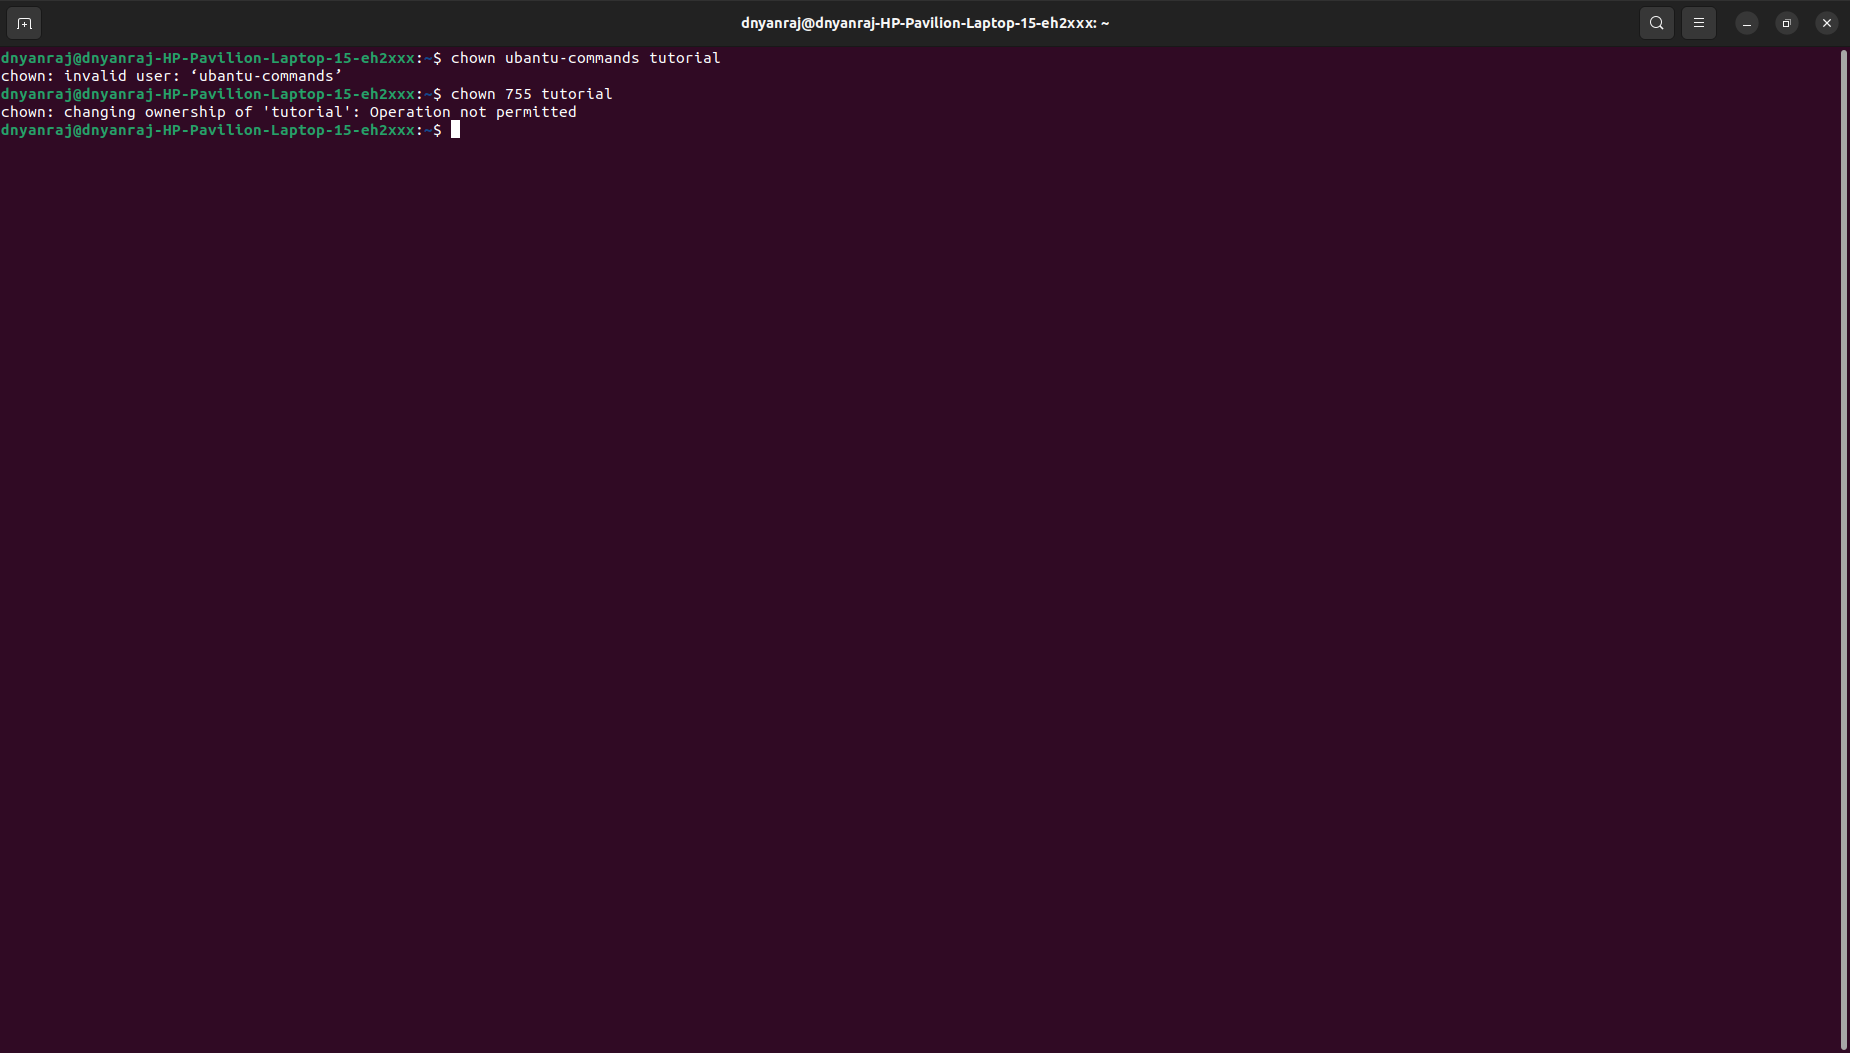 dnyanraj@dnyanraj-HP-Pavilion-Laptop-15-eh2xxx: ~
dnyanraj@dnyanraj-HP-Pavilion-Laptop-15-eh2xxx:~$ chown ubantu-commands tutorial
chown: invalid user: ‘ubantu-commands’
dnyanraj@dnyanraj-HP-Pavilion-Laptop-15-eh2xxx:~$ chown 755 tutorial
chown: changing ownership of 'tutorial': Operation not permitted
dnyanraj@dnyanraj-HP-Pavilion-Laptop-15-eh2xxx:~$